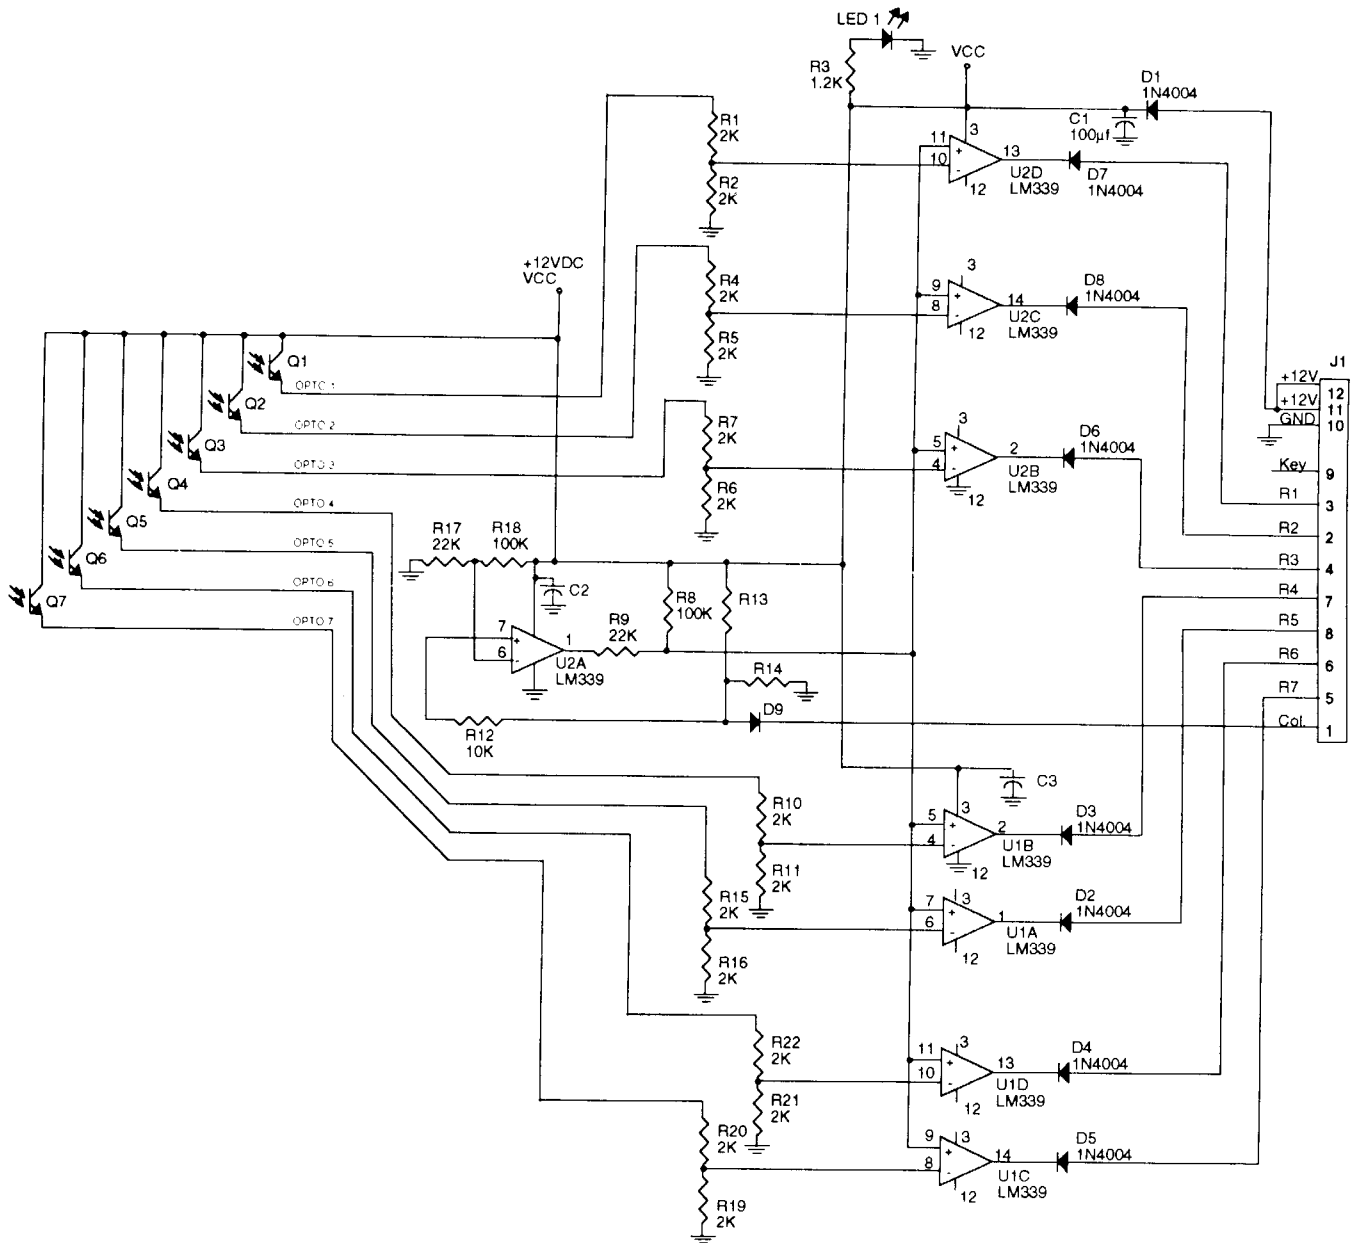 LED 1
R3
1.2K
VCC
D1
1N4004
C1
100µf
R1
2K
R2
2K
11
+
10
-
3
12
13
U2D
LM339
D7
1N4004
+12VDC
VCC
R4
2K
R5
2K
9
+
8
-
3
12
14
U2C
LM339
D8
1N4004
Q1
OPTO 1
Q2
OPTO 2
Q3
OPTO 3
Q4
OPTO 4
Q5
OPTO 5
Q6
OPTO 6
Q7
OPTO 7
R7
2K
R6
2K
5
+
4
-
3
12
2
U2B
LM339
D6
1N4004
J1
+12V
12
+12V
11
GND
10
Key
9
R1
3
R2
2
R3
4
R4
7
R5
8
R6
6
R7
5
Col.
1
R17
22K
R18
100K
C2
R8
100K
R13
R9
22K
7
+
6
-
1
U2A
LM339
R14
D9
R12
10K
C3
R10
2K
R11
2K
5
+
4
-
3
12
2
U1B
LM339
D3
1N4004
R15
2K
R16
2K
7
+
6
-
3
12
1
U1A
LM339
D2
1N4004
R22
2K
R21
2K
11
+
10
-
3
12
13
U1D
LM339
D4
1N4004
R20
2K
R19
2K
9
+
8
-
3
12
14
U1C
LM339
D5
1N4004